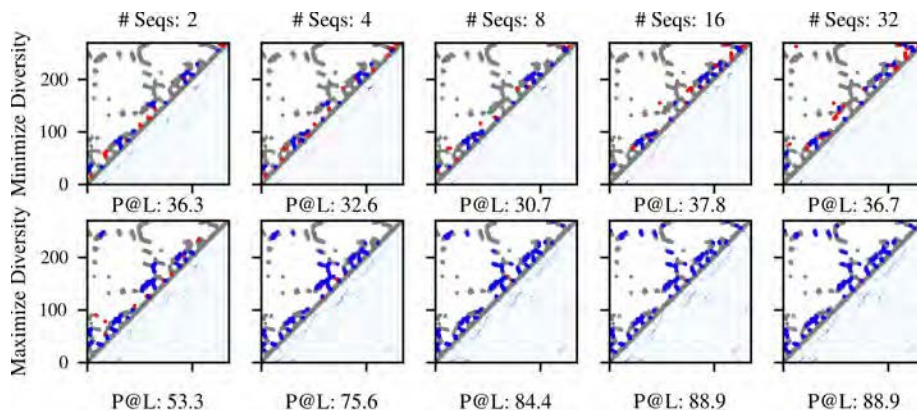 # Seqs: 2 # Seqs: 4 # Seqs: 8 # Seqs: 16 # Seqs: 32
Minimize Diversity
200
100
0
P@L: 36.3 P@L: 32.6 P@L: 30.7 P@L: 37.8 P@L: 36.7
Maximize Diversity
200
100
0
P@L: 53.3 P@L: 75.6 P@L: 84.4 P@L: 88.9 P@L: 88.9